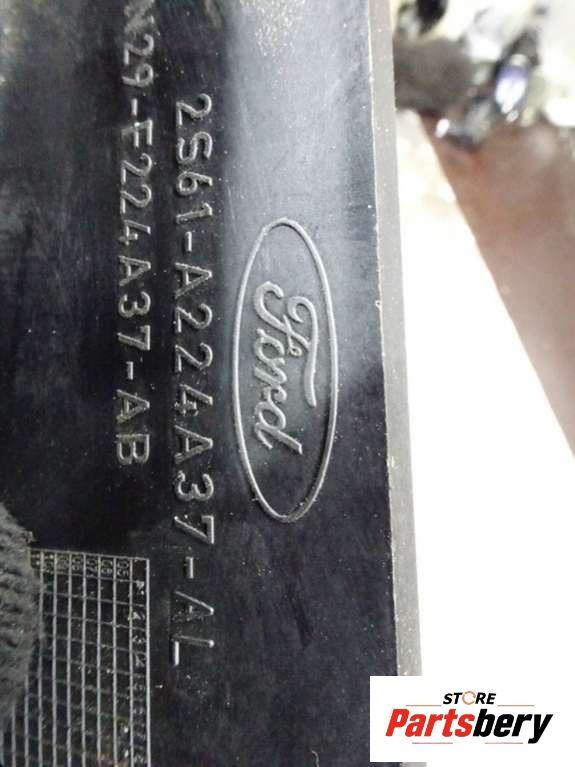 Ford
2S61-A224A37-AL
29-F224A37-AB
STORE
Partsbery